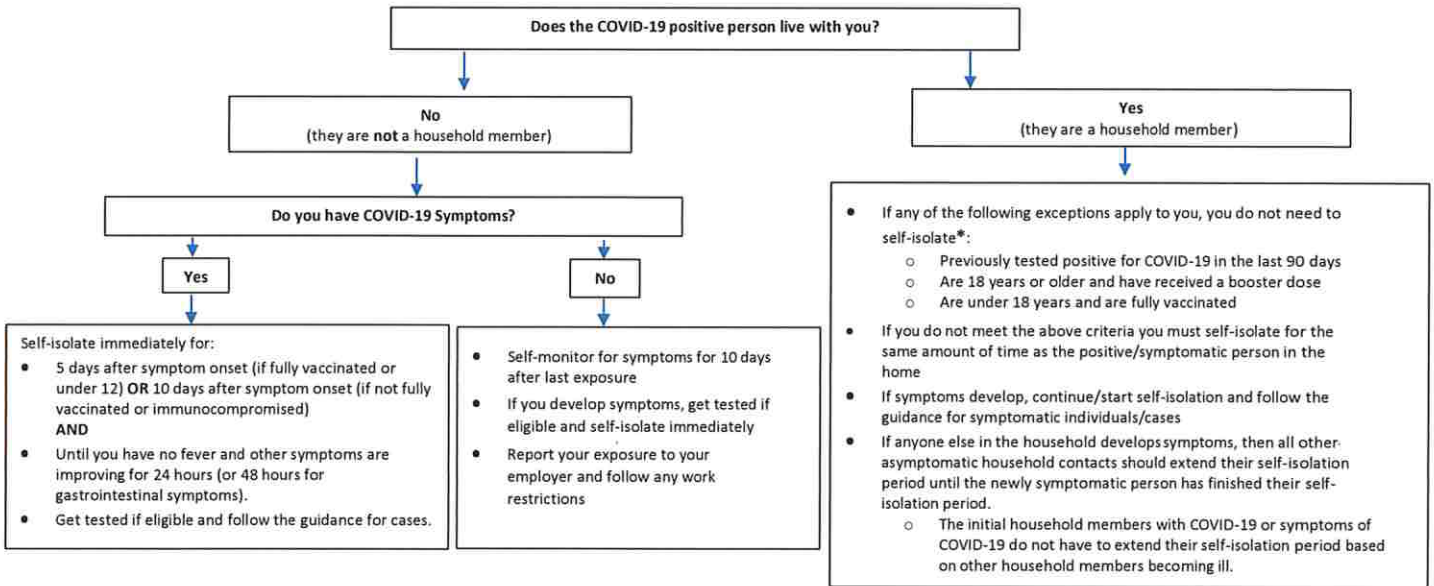 Does the COVID-19 positive person live with you?
No
(they are not a household member)
Yes
(they are a household member)
Do you have COVID-19 Symptoms?
Yes
No
Self-isolate immediately for:
• 5 days after symptom onset (if fully vaccinated or
under 12) OR 10 days after symptom onset (if not fully
vaccinated or immunocompromised)
AND
• Until you have no fever and other symptoms are
improving for 24 hours (or 48 hours for
gastrointestinal symptoms).
• Get tested if eligible and follow the guidance for cases.
• Self-monitor for symptoms for 10 days
after last exposure
• If you develop symptoms, get tested if
eligible and self-isolate immediately
• Report your exposure to your
employer and follow any work
restrictions
• If any of the following exceptions apply to you, you do not need to
self-isolate*:
o Previously tested positive for COVID-19 in the last 90 days
o Are 18 years or older and have received a booster dose
o Are under 18 years and are fully vaccinated
• If you do not meet the above criteria you must self-isolate for the
same amount of time as the positive/symptomatic person in the
home
• If symptoms develop, continue/start self-isolation and follow the
guidance for symptomatic individuals/cases
• If anyone else in the household develops symptoms, then all other
asymptomatic household contacts should extend their self-isolation
period until the newly symptomatic person has finished their self-
isolation period.
o The initial household members with COVID-19 or symptoms of
COVID-19 do not have to extend their self-isolation period based
on other household members becoming ill.